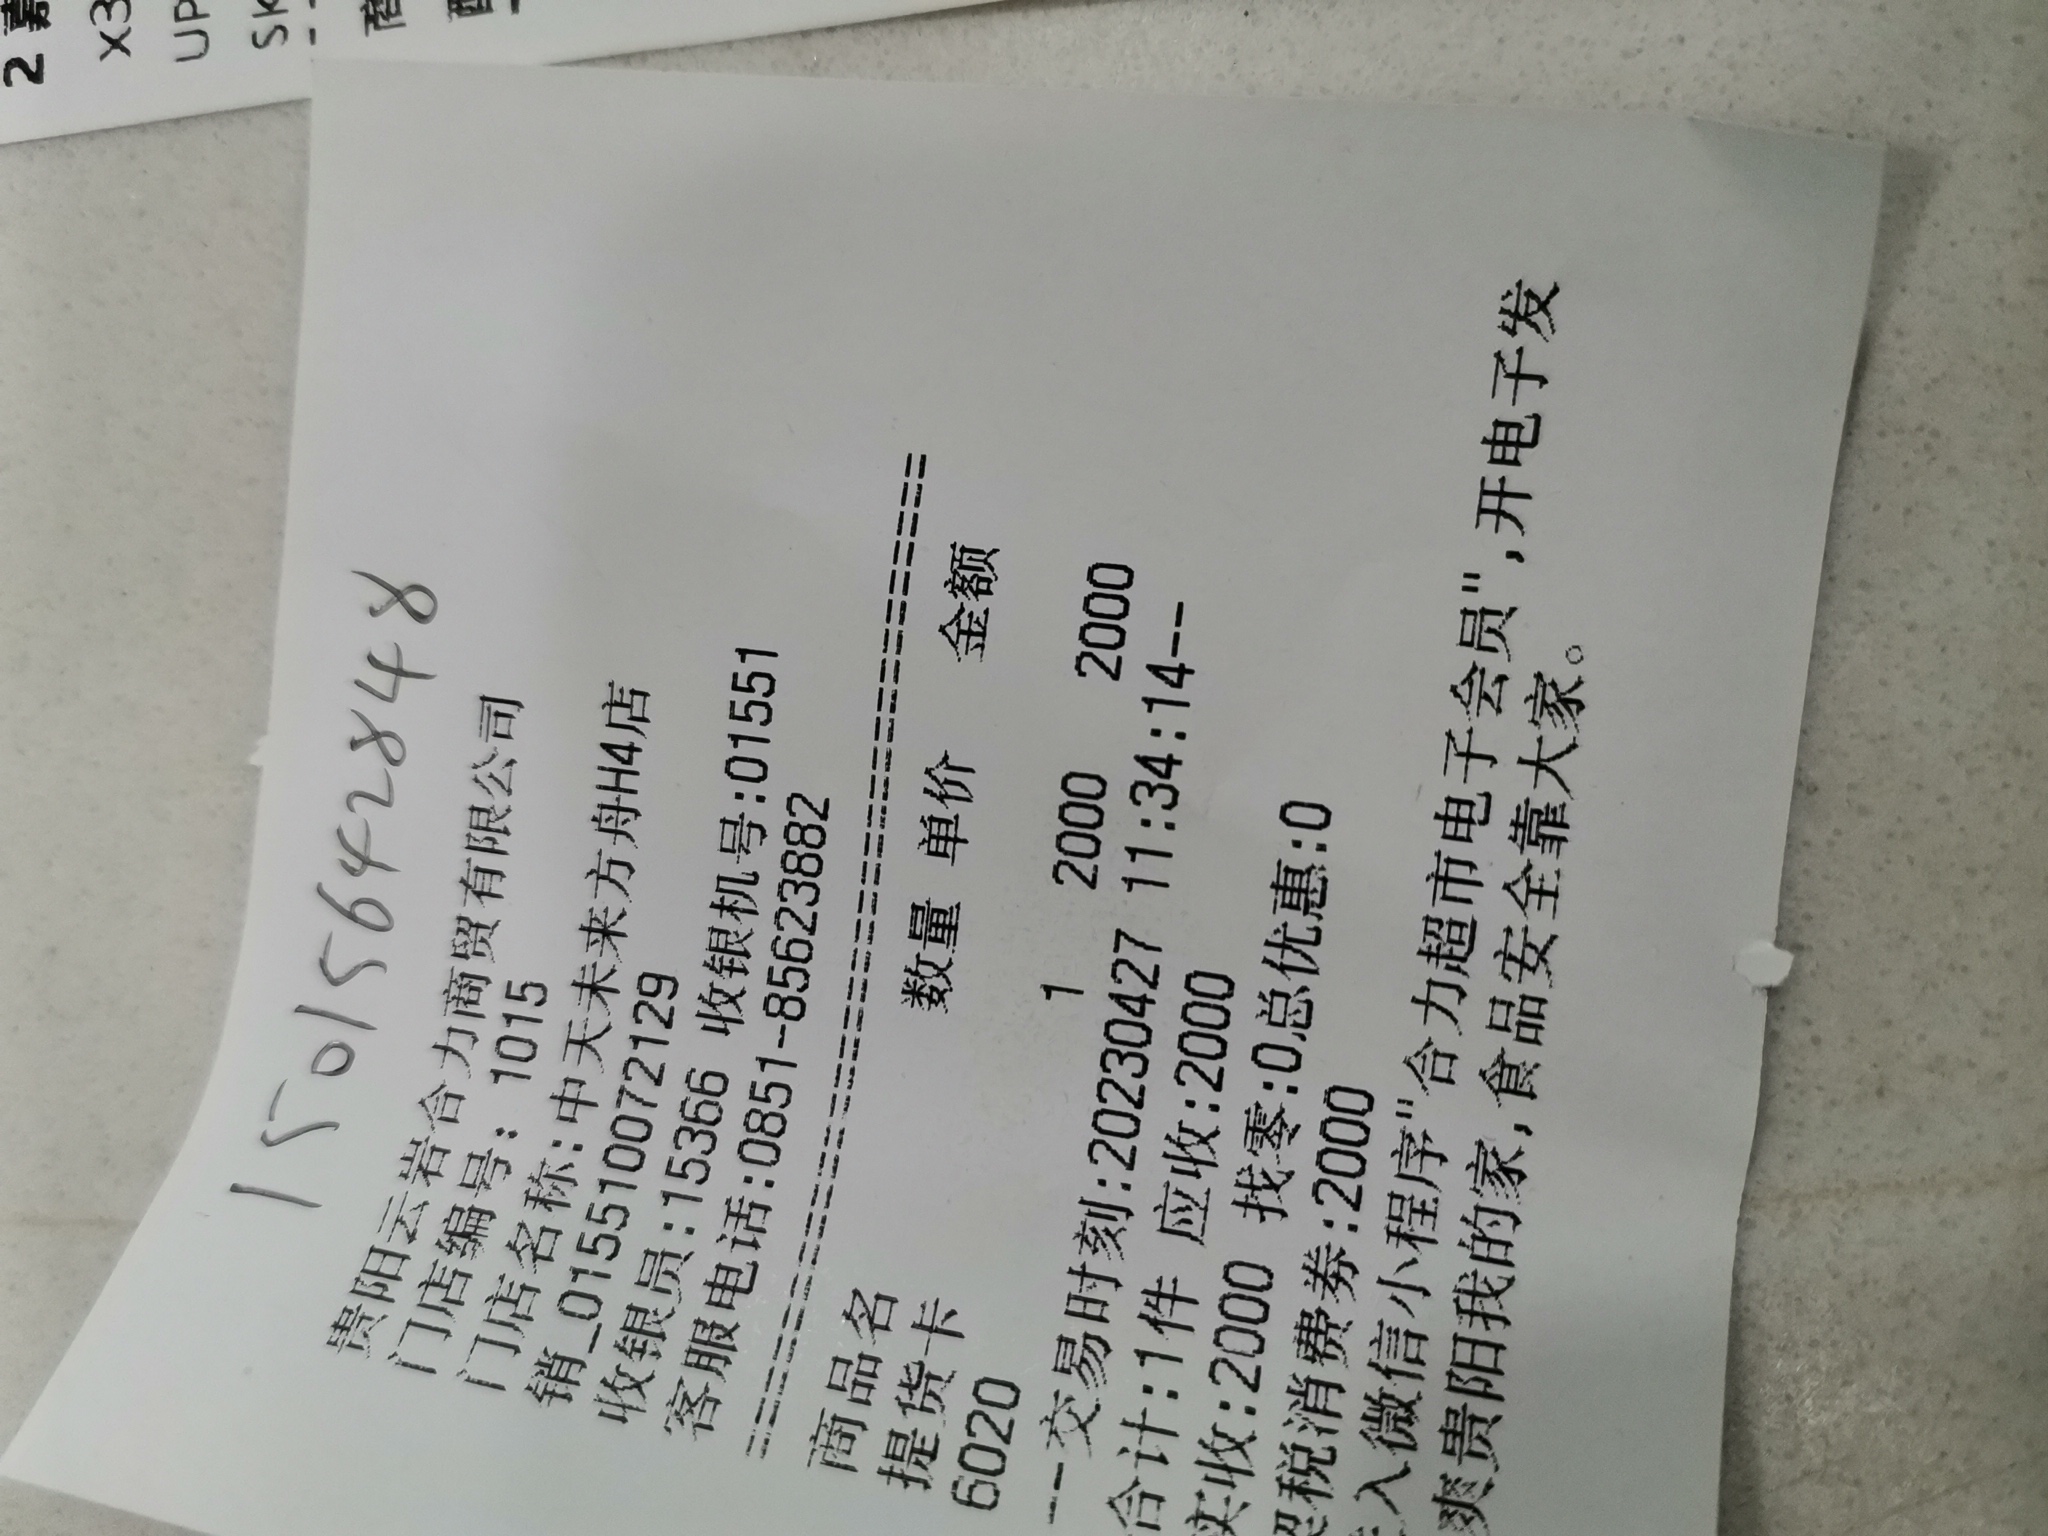 2
X3
UP
15015642848
贵阳云岩合力商贸有限公司
门店编号: 1015
门店名称:中天未来方舟H4店
销_0155510072129
收银员:15366 收银机号:01551
客服电话:0851-85623882
================================
商品名 数量 单价 金额
提货卡
6020 1 2000 2000
--交易时刻:20230427 11:34:14--
合计:1件 应收:2000
实收:2000 找零:0总优惠:0
税消费券:2000
入微信小程序"合力超市电子会员",开电子发
爽贵阳我的家,食品安全靠大家。